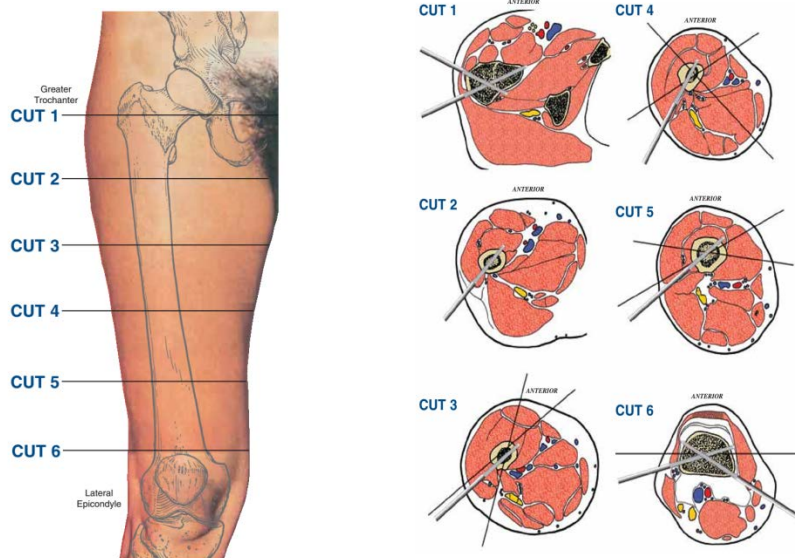 Greater
Trochanter
CUT 1
CUT 2
CUT 3
CUT 4
CUT 5
CUT 6
Lateral
Epicondyle
CUT 1
ANTERIOR
CUT 4
ANTERIOR
CUT 2
ANTERIOR
CUT 5
ANTERIOR
CUT 3
ANTERIOR
CUT 6
ANTERIOR